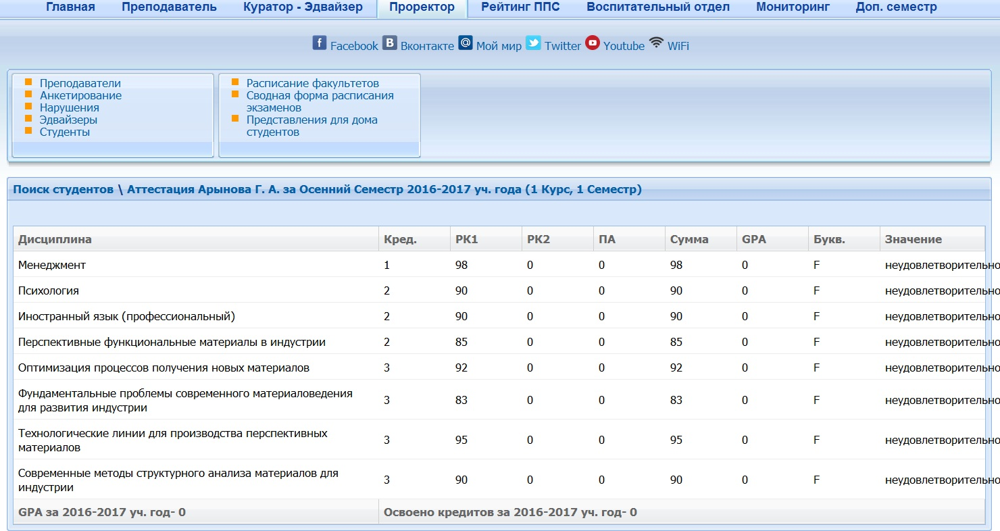 Главная Преподаватель Куратор - Эдвайзер Проректор Рейтинг ППС Воспитательный отдел Мониторинг Доп. семестр
Facebook Вконтакте Мой мир Twitter Youtube WiFi
Преподаватели
Анкетирование
Нарушения
Эдвайзеры
Студенты
Расписание факультетов
Сводная форма расписания
экзаменов
Представления для дома
студентов
Поиск студентов \ Аттестация Арынова Г. А. за Осенний Семестр 2016-2017 уч. года (1 Курс, 1 Семестр)
Дисциплина Кред. РК1 РК2 ПА Сумма GPA Букв. Значение
Менеджмент 1 98 0 0 98 0 F неудовлетворительно
Психология 2 90 0 0 90 0 F неудовлетворительно
Иностранный язык (профессиональный) 2 90 0 0 90 0 F неудовлетворительно
Перспективные функциональные материалы в индустрии 2 85 0 0 85 0 F неудовлетворительно
Оптимизация процессов получения новых материалов 3 92 0 0 92 0 F неудовлетворительно
Фундаментальные проблемы современного материаловедения
для развития индустрии 3 83 0 0 83 0 F неудовлетворительно
Технологические линии для производства перспективных
материалов 3 95 0 0 95 0 F неудовлетворительно
Современные методы структурного анализа материалов для
индустрии 3 90 0 0 90 0 F неудовлетворительно
GPA за 2016-2017 уч. год- 0 Освоено кредитов за 2016-2017 уч. год- 0